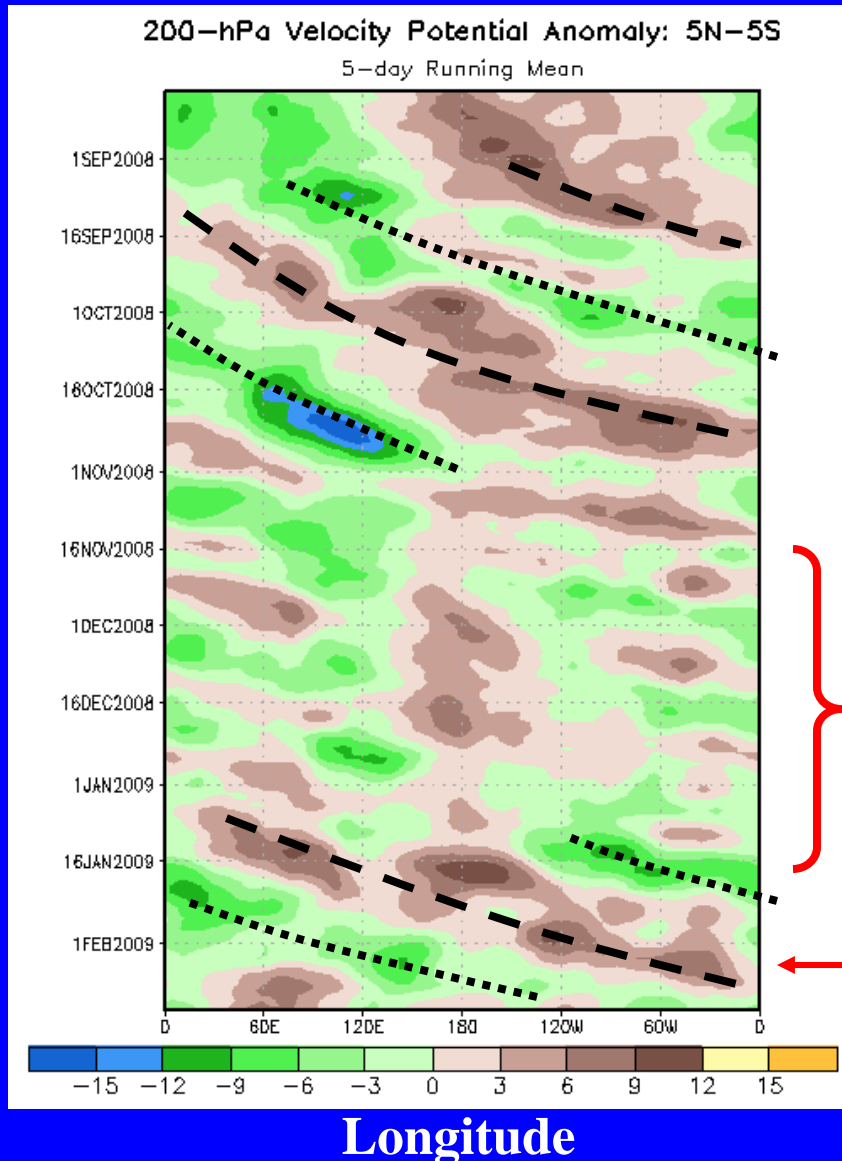 200-hPa Velocity Potential Anomaly: 5N-5S
5-day Running Mean
1SEP2008
16SEP2008
1OCT2008
16OCT2008
1NOV2008
16NOV2008
1DEC2008
16DEC2008
1JAN2009
16JAN2009
1FEB2009
0 60E 120E 180 120W 60W 0
-15 -12 -9 -6 -3 0 3 6 9 12 15
Longitude